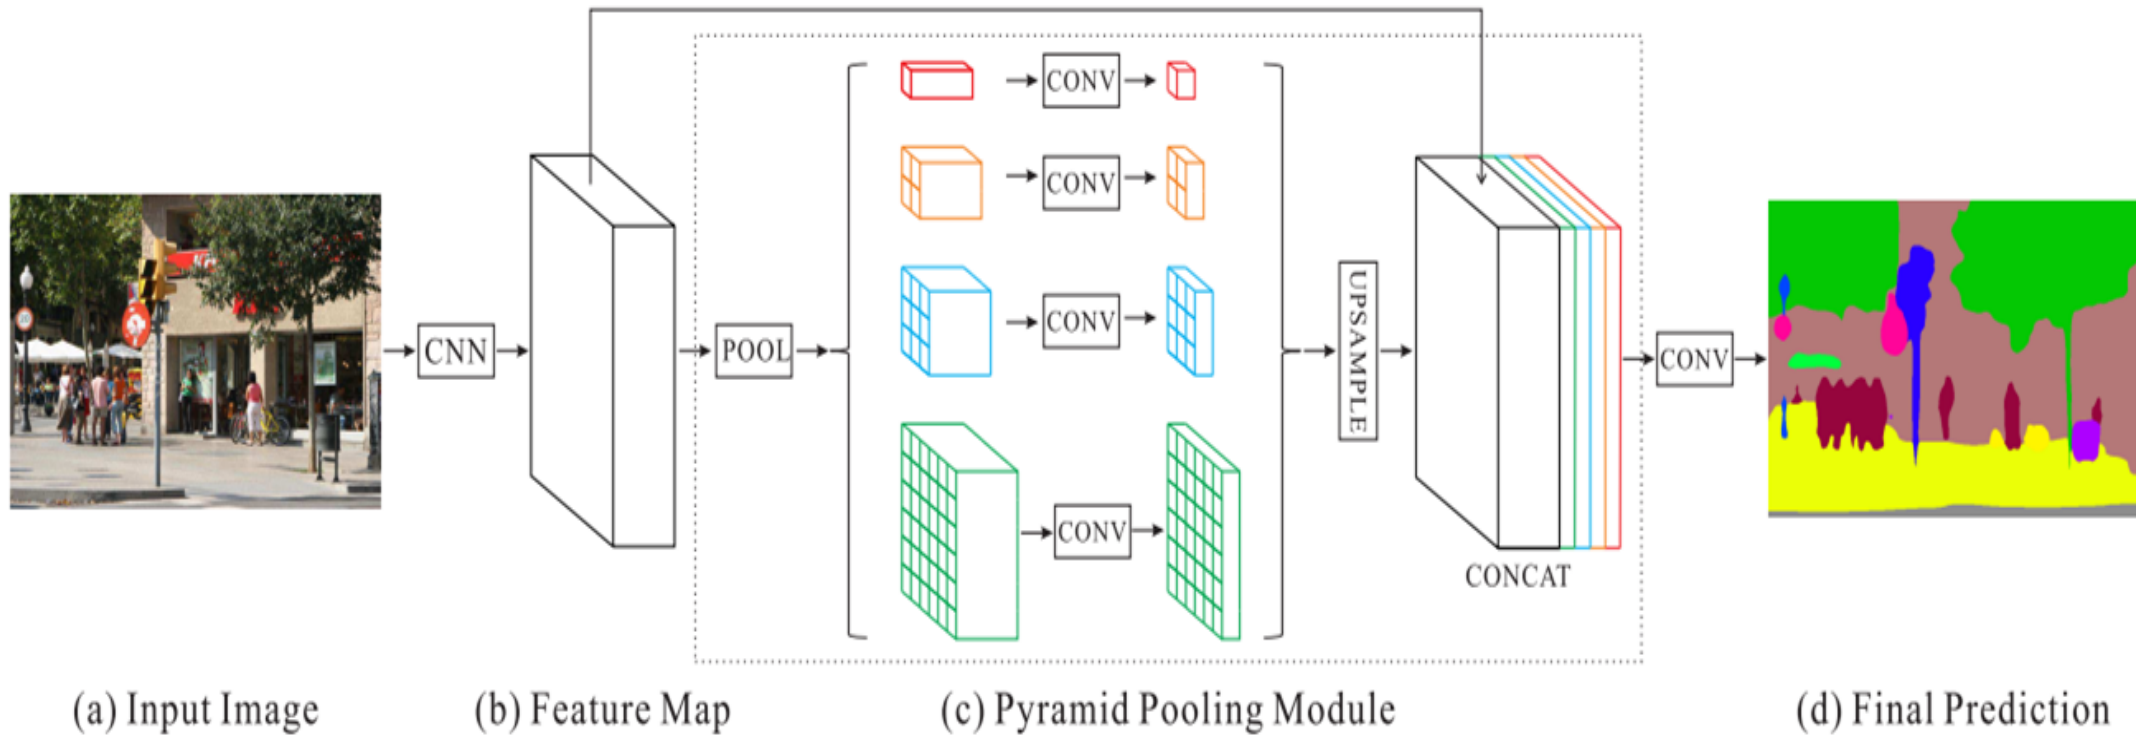 CNN
POOL
CONV
CONV
CONV
CONV
UPSAMPLE
CONCAT
CONV
(a) Input Image
(b) Feature Map
(c) Pyramid Pooling Module
(d) Final Prediction